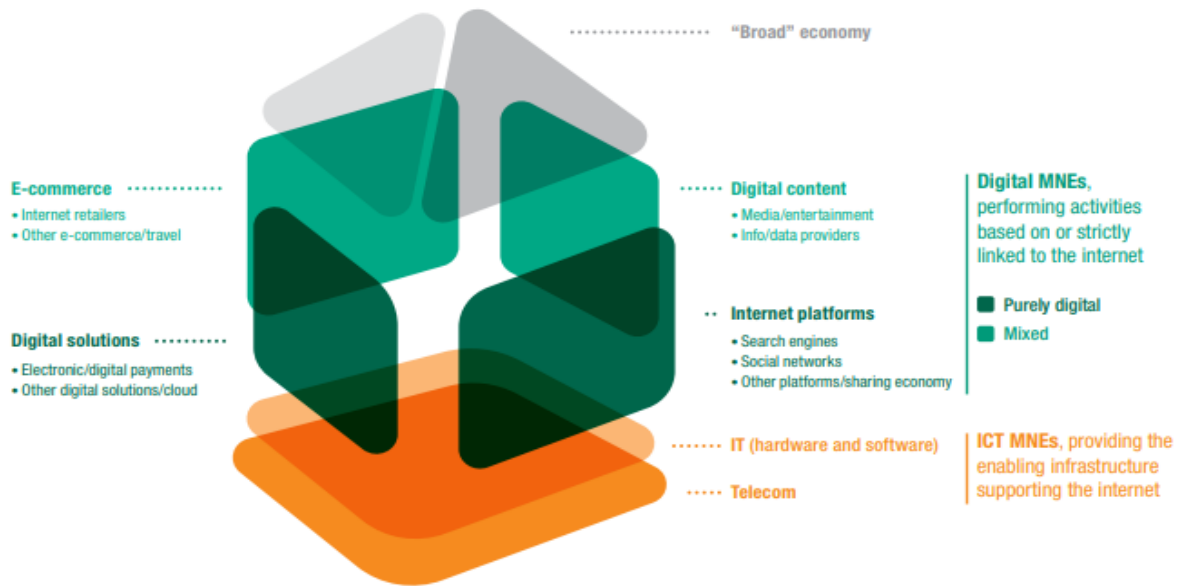 “Broad” economy
E-commerce
• Internet retailers
• Other e-commerce/travel
Digital solutions
• Electronic/digital payments
• Other digital solutions/cloud
Digital content
• Media/entertainment
• Info/data providers
Internet platforms
• Search engines
• Social networks
• Other platforms/sharing economy
IT (hardware and software)
Telecom
Digital MNEs,
performing activities
based on or strictly
linked to the internet
Purely digital
Mixed
ICT MNEs, providing the
enabling infrastructure
supporting the internet